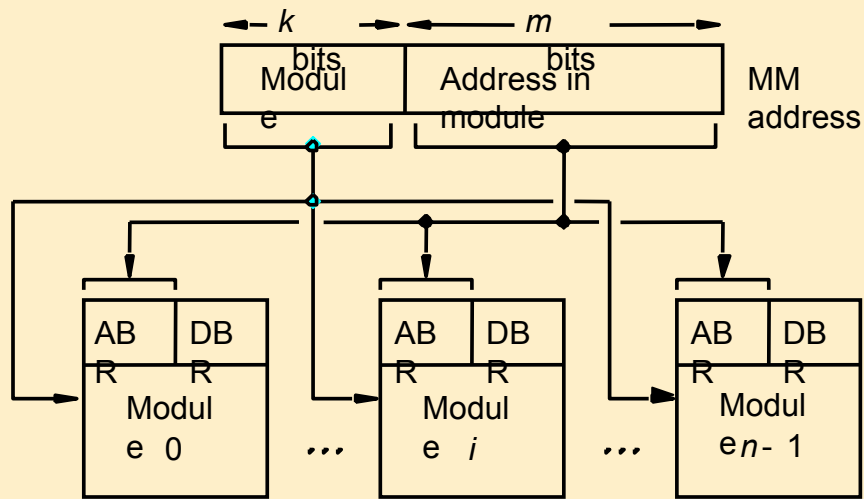 k
bits
m
bits
Modul
e
Address in
module
MM
address
AB
R
DB
R
AB
R
DB
R
AB
R
DB
R
Modul
e 0
...
Modul
e i
...
Modul
e n - 1